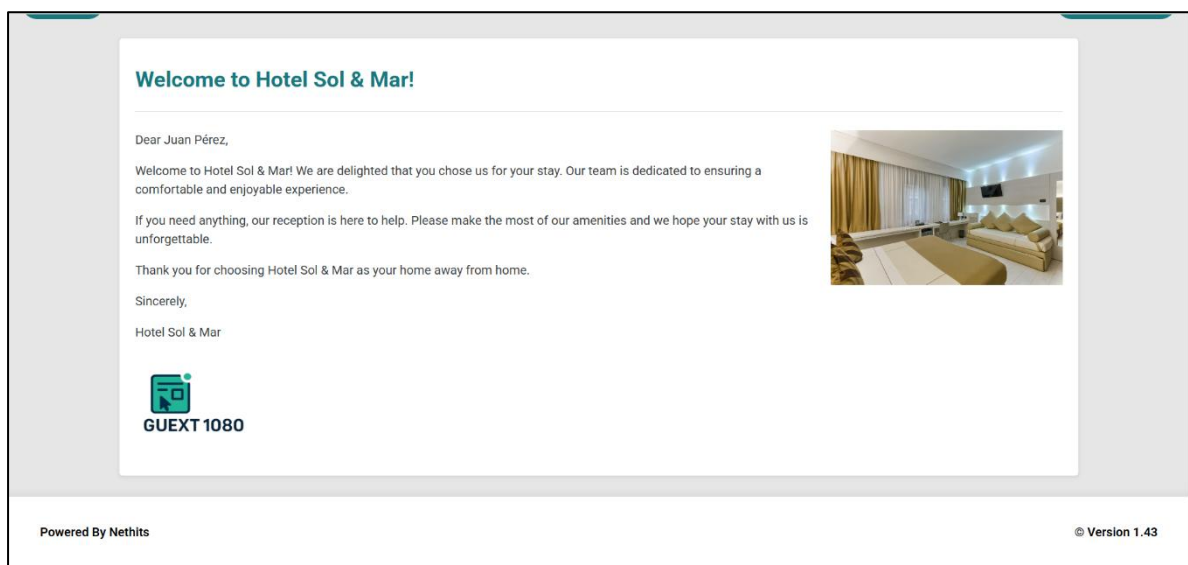 Welcome to Hotel Sol & Mar!
Dear Juan Pérez,
Welcome to Hotel Sol & Mar! We are delighted that you chose us for your stay. Our team is dedicated to ensuring a
comfortable and enjoyable experience.
If you need anything, our reception is here to help. Please make the most of our amenities and we hope your stay with us is
unforgettable.
Thank you for choosing Hotel Sol & Mar as your home away from home.
Sincerely,
Hotel Sol & Mar
GUEXT 1080
Powered By Nethits
© Version 1.43